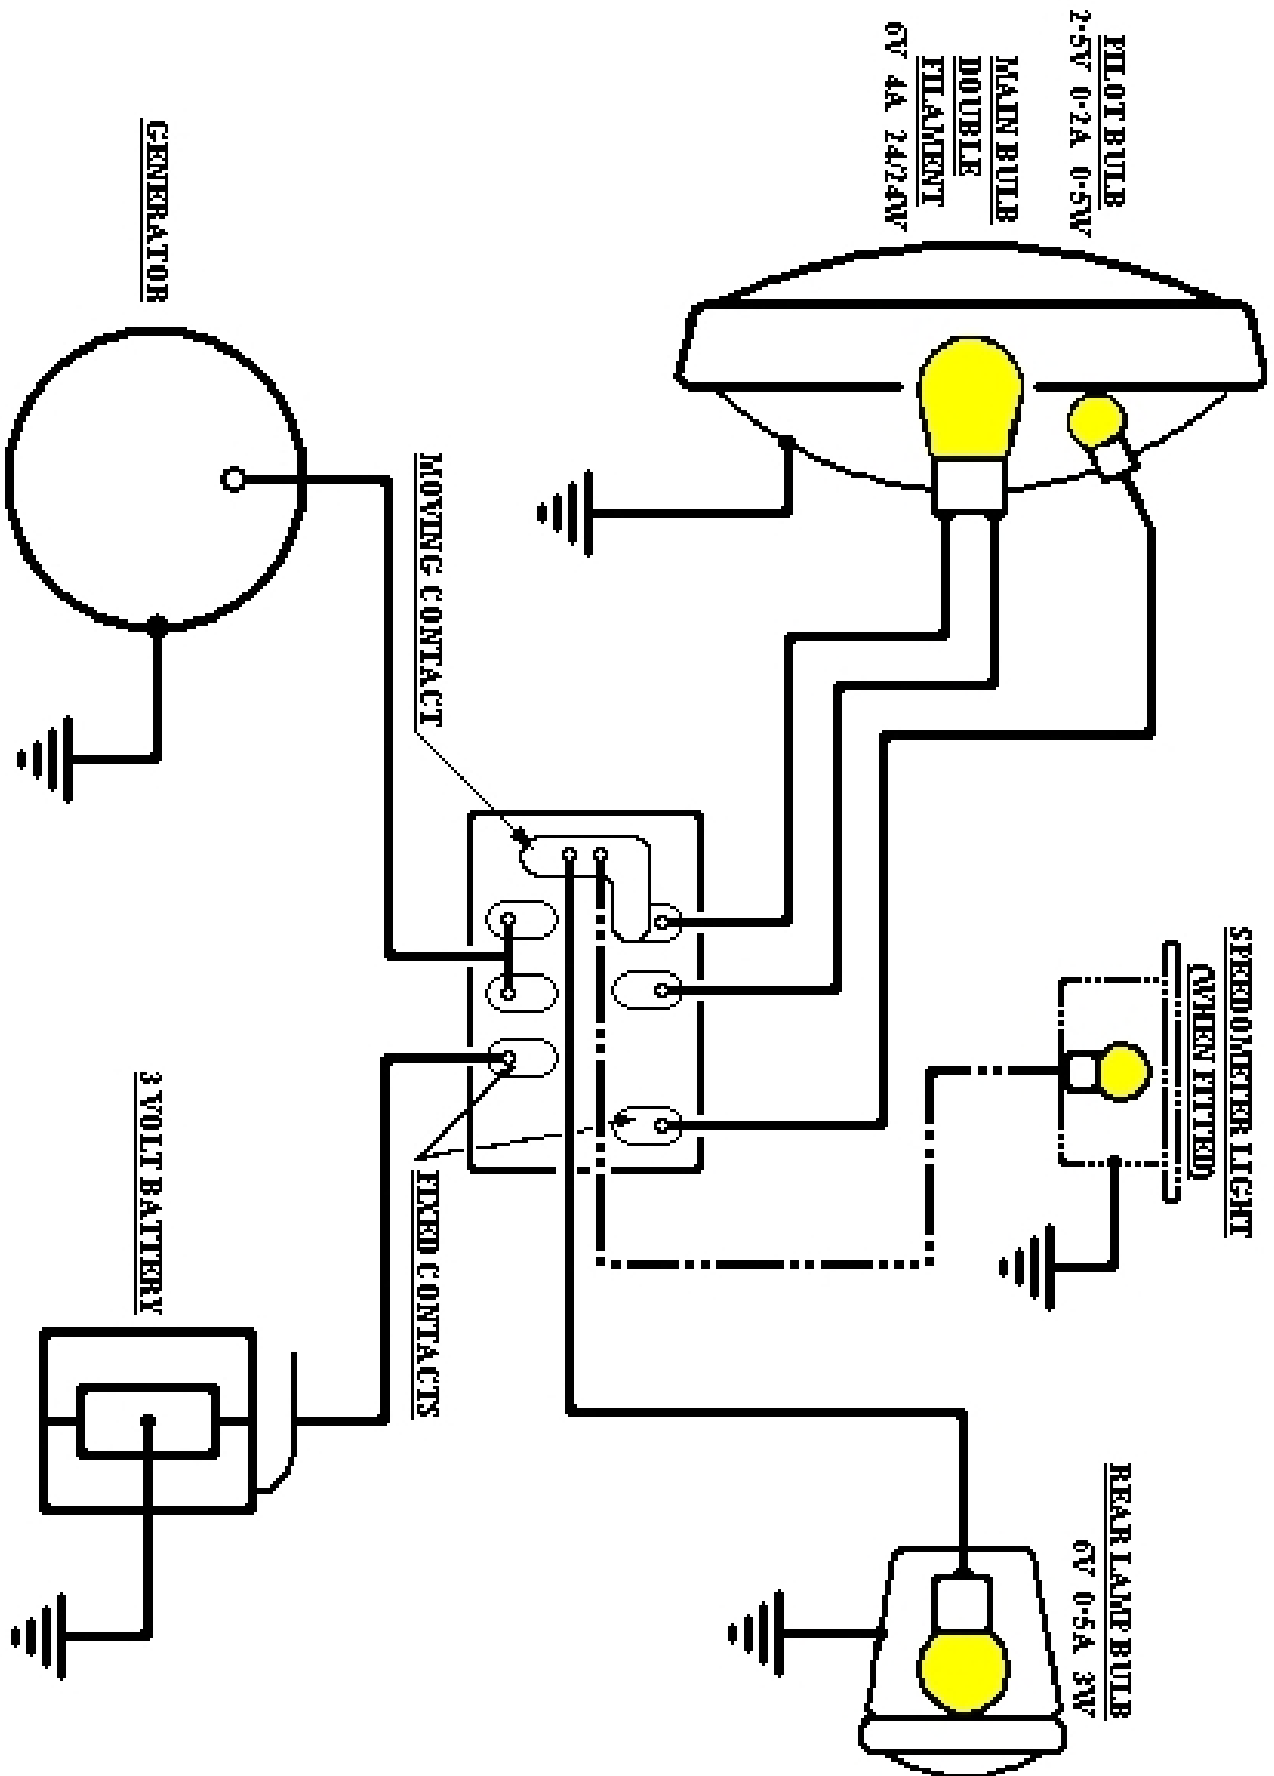 PILOT BULB
2·5V 0·2A 0·5W
MAIN BULB
DOUBLE
FILAMENT
6V 4A 24/24W
SPEEDOMETER LIGHT
(WHEN FITTED)
REAR LAMP BULB
6V 0·5A 3W
MOVING CONTACT
FIXED CONTACTS
GENERATOR
3 VOLT BATTERY